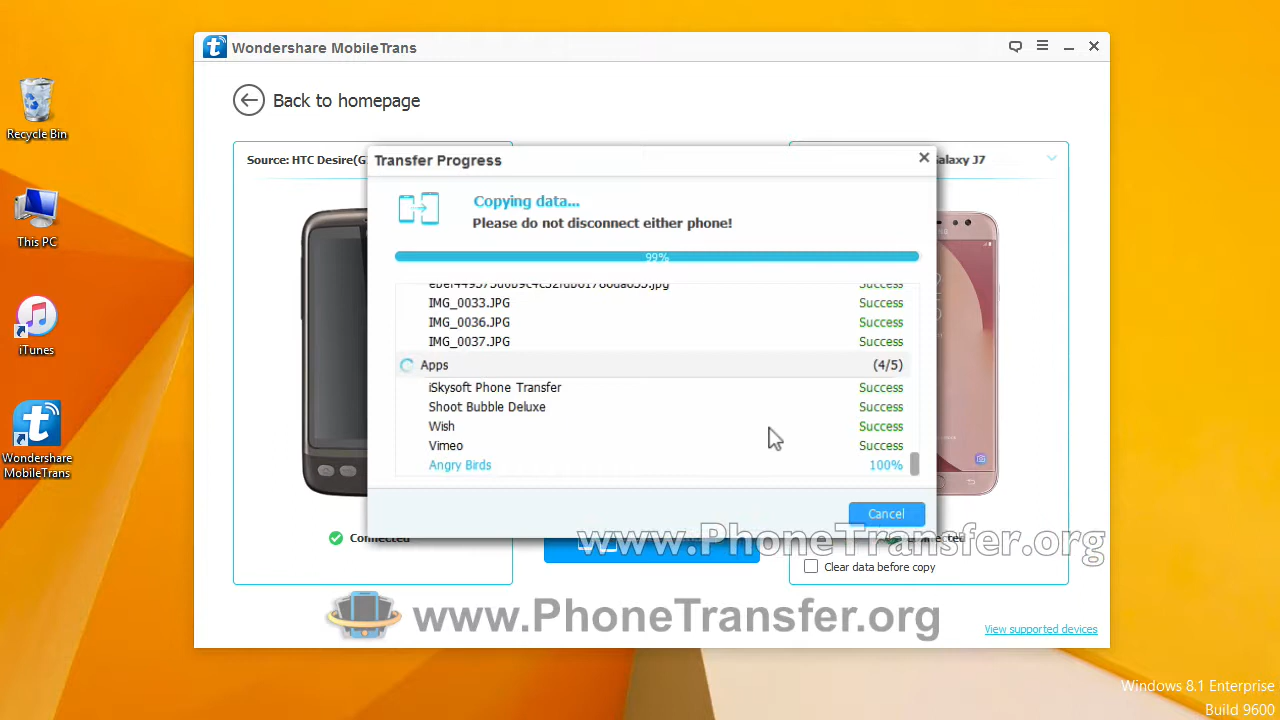 Wondershare MobileTrans
Back to homepage
Recycle Bin
This PC
iTunes
Wondershare
MobileTrans
Source: HTC Desire(G
alaxy J7
Transfer Progress
Copying data...
Please do not disconnect either phone!
99%
IMG_0033.JPG Success
IMG_0036.JPG Success
IMG_0037.JPG Success
Apps (4/5)
iSkysoft Phone Transfer Success
Shoot Bubble Deluxe Success
Wish Success
Vimeo Success
Angry Birds 100%
Cancel
Connected
www.PhoneTransfer.org
Clear data before copy
www.PhoneTransfer.org
View supported devices
Windows 8.1 Enterprise
Build 9600